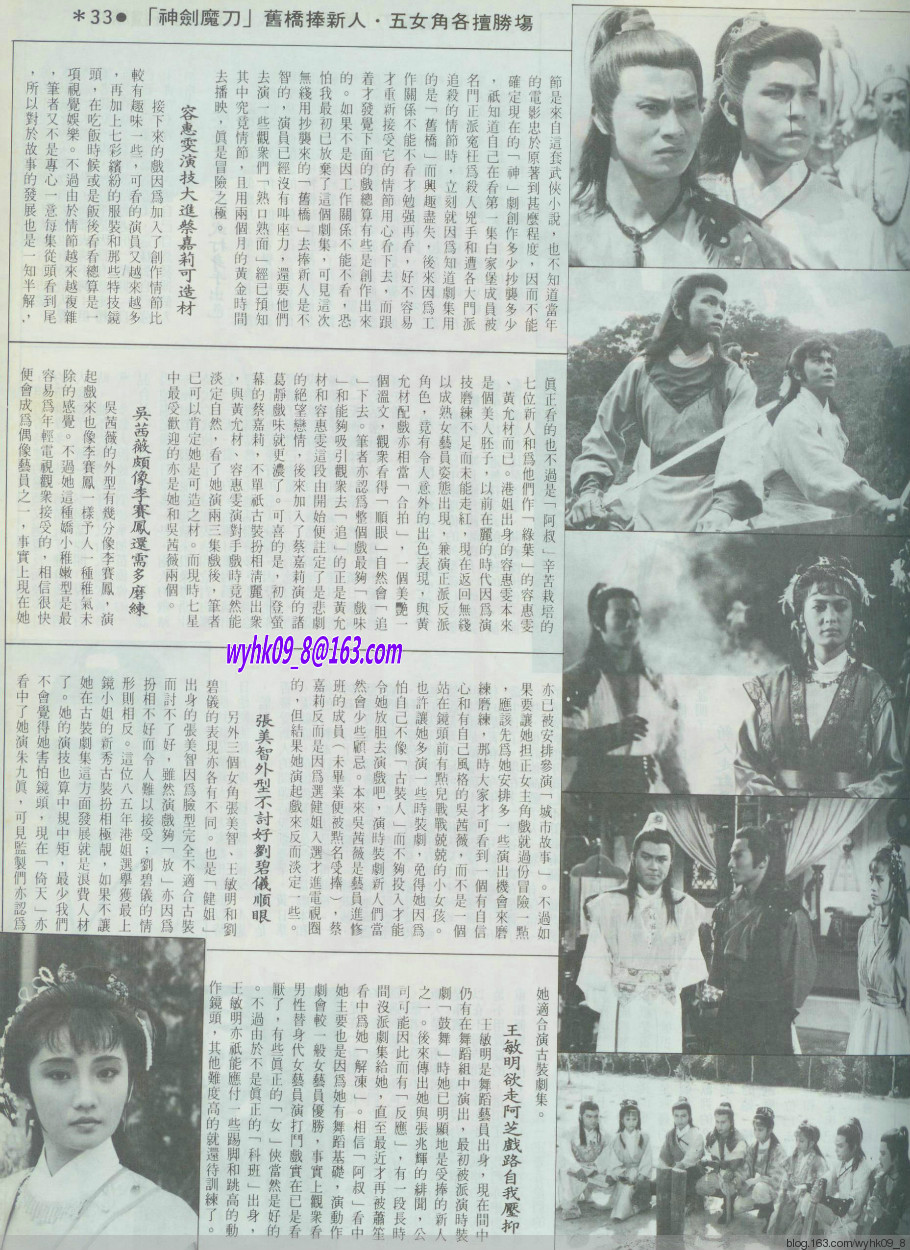 ＊33● 「神劍魔刀」舊橋捧新人．五女角各擅勝場
節是來自這套武俠小說，也不知道當年
的電影忠於原著到甚麼程度，因而不能
確定現在的「神」劇創作多少抄襲多少
，祇知道自己在看第一集白家堡成員被
名門正派冤枉為殺人兇手和遭各大門派
追殺的情節時，立刻就因為知道劇集用
的是「舊橋」而興趣盡失，後來因為工
作關係不能不看才勉強再看，好不容易
才重新接受它的情節用心看下去，而跟
着才發覺下面的戲總算有些是創作出來
的。如果不是因工作關係不能不看，恐
怕我最初已放棄了這個劇集，可見這次
無綫用抄襲來的「舊橋」去捧新人是不
智的，演員已經沒有叫座力，還要他們
去演一些觀衆們「熟口熟面」經已預知
其中究竟情節，且用兩個月的黃金時間
去播映，眞是冒險之極。
容惠雯演技大進蔡嘉莉可造材
接下來的戲因為加入了創作情節比
較有趣味一些，可看的演員又越來越多
，再加上七彩繽紛的服裝和那些特技鏡
頭，在吃飯時候或是飯後看看總算是一
項視覺娛樂。不過由於情節越來越複雜
，筆者又不是專心一意每集從頭看到尾
，所以對於故事的發展也是一知半解，
眞正看的也不過是「阿叔」辛苦栽培的
七位新人和為他們作「綠葉」的容惠雯
、黃允材而已。港姐出身的容惠雯本來
是個美人胚子，以前在麗的時代因為演
技磨練不足而未能走紅，現在返回無綫
以成熟女藝員姿態出現，兼演正派反派
角色，竟有令人意外的出色表現，與黃
允材配戲亦相當「合拍」，一個美艷一
個溫文，觀衆看得「順眼」自然會「追
」下去。筆者亦認為整個戲最夠「戲味
」和能夠吸引觀衆去「追」的正是黃允
材和容惠雯這段由開始便註定了是悲劇
的絕望戀情，後來加入了蔡嘉莉演的諸
葛靜戲味就更濃了。可喜的是，初登螢
幕的蔡嘉莉，不單祇古裝扮相清麗出衆
，與黃允材、容惠雯演對手戲時竟然能
淡定自然，看了她演兩三集戲後，筆者
已可以肯定她是可造之材。而現時七星
中最受歡迎的亦是她和吳茜薇兩個。
吳茜薇頗像李賽鳳還需多磨練
吳茜薇的外型有幾分像李賽鳳，演
起戲來也像李賽鳳一樣予人一種稚氣未
除的感覺。不過她這種嬌小稚嫩型是最
容易為年輕電視觀衆接受的，相信很快
便會成為偶像藝員之一，事實上現在她
亦已被安排參演「城市故事」。不過如
果要讓她担正女主角戲就過份冒險一點
，應該先為她安排多一些演出機會來磨
練磨練，那時大家才可看到一個有自信
心和有自己風格的吳茜薇，而不是一個
站在鏡頭前有點兒戰戰兢兢的小女孩。
也許讓她多演一些時裝劇，免得她因為
怕自己不像「古裝人」而不夠投入才能
令她放胆去演戲吧，演時裝劇新人們當
然會少些顧忌。本來吳茜薇是藝員進修
班的成員（未畢業便被點名受捧），蔡
嘉莉反而是因為選健姐入選才進電視圈
的，但結果她演起戲來反而淡定一些。
張美智外型不討好劉碧儀順眼
另外三個女角張美智、王敏明和劉
碧儀的表現亦各有不同。也是「健姐」
出身的張美智因為臉型完全不適合古裝
而討不了好，雖然演戲夠「放」亦因為
扮相不好而令人難以接受；劉碧儀的情
形則相反。這位八五年港姐選舉獲最上
鏡小姐的新秀古裝扮相極靚，如果不讓
她在古裝劇集這方面發展就是浪費人材
了。她的演技也算中規中矩，最少我們
不會覺得她害怕鏡頭，現在「倚天」亦
看中了她演朱九眞，可見監製們亦認為
她適合演古裝劇集。
王敏明欲走阿芝戲路自我壓抑
王敏明是舞蹈藝員出身，現在間中
仍有在舞蹈組中演出，最初被派演時裝
劇「鼓舞」時她已明顯地是受捧的新人
之一。後來傳出她與張兆輝的緋聞，公
司可能因此而有「反應」，有一段長時
間沒派劇集給她，直至最近才再被蕭笙
看中為她「解凍」。相信「阿叔」看中
她主要也是因為她有舞蹈基礎，演動作
劇會較一般女藝員優勝，事實上觀衆看
男性替身代女藝員演打鬥戲實在已是看
厭了，有些眞正的「女」俠當然是好的
。不過由於不是眞正的「科班」出身，
王敏明亦祇能應付一些踢脚和跳高的動
作鏡頭，其他難度高的就還待訓練了。
wyhk09_8@163.com
blog.163.com/wyhk09_8